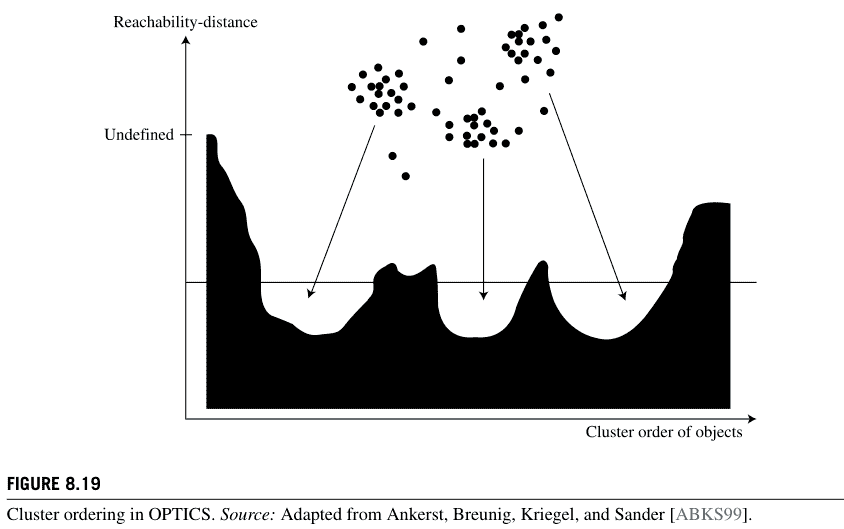 Reachability-distance
Undefined
Cluster order of objects
FIGURE 8.19
Cluster ordering in OPTICS. Source: Adapted from Ankerst, Breunig, Kriegel, and Sander [ABKS99].